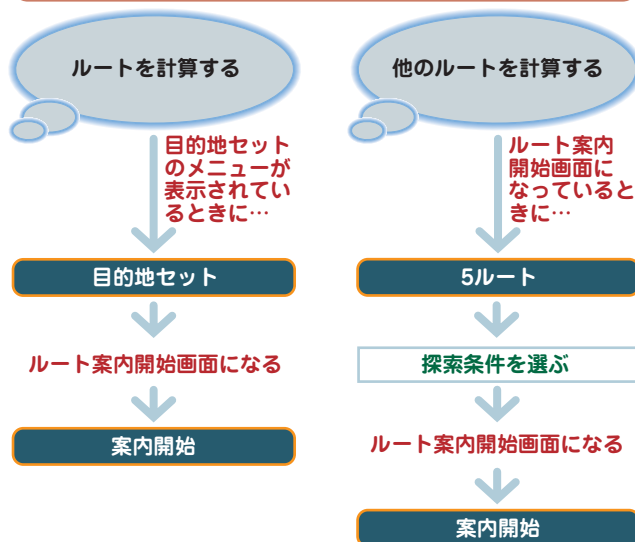 ルートを計算する
目的地セット
のメニューが
表示されてい
るときに…
目的地セット
ルート案内開始画面になる
案内開始
他のルートを計算する
ルート案内
開始画面に
なっていると
きに…
5ルート
探索条件を選ぶ
ルート案内開始画面になる
案内開始